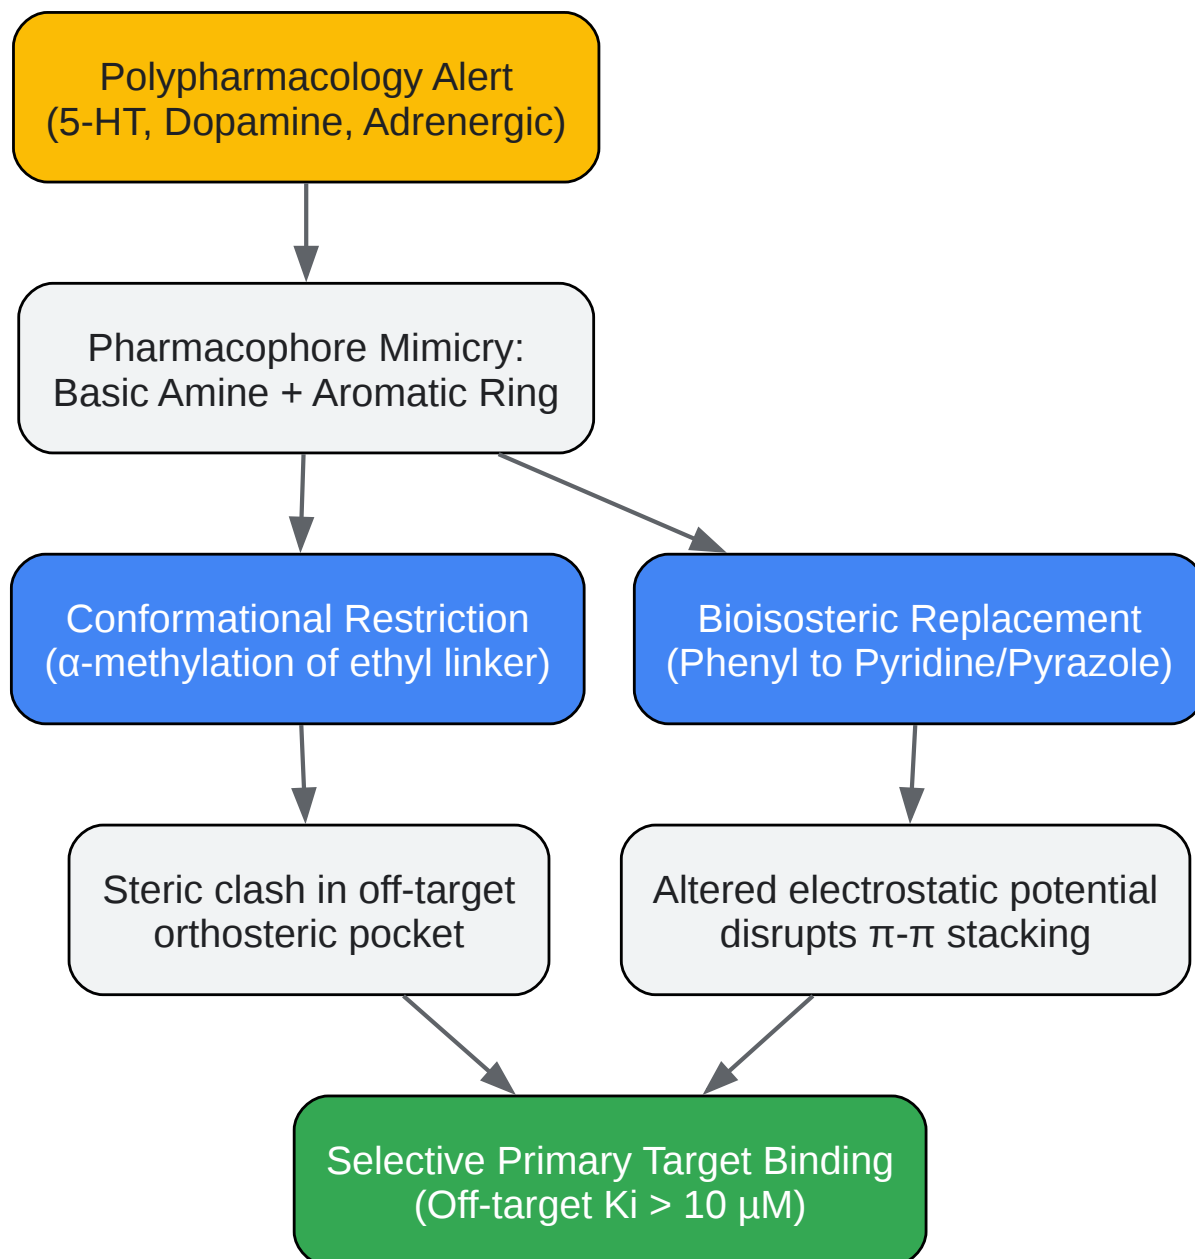 Polypharmacology Alert
(5-HT, Dopamine, Adrenergic)
Pharmacophore Mimicry:
Basic Amine + Aromatic Ring
Conformational Restriction
(α-methylation of ethyl linker)
Bioisosteric Replacement
(Phenyl to Pyridine/Pyrazole)
Steric clash in off-target
orthosteric pocket
Altered electrostatic potential
disrupts π-π stacking
Selective Primary Target Binding
(Off-target Ki > 10 µM)